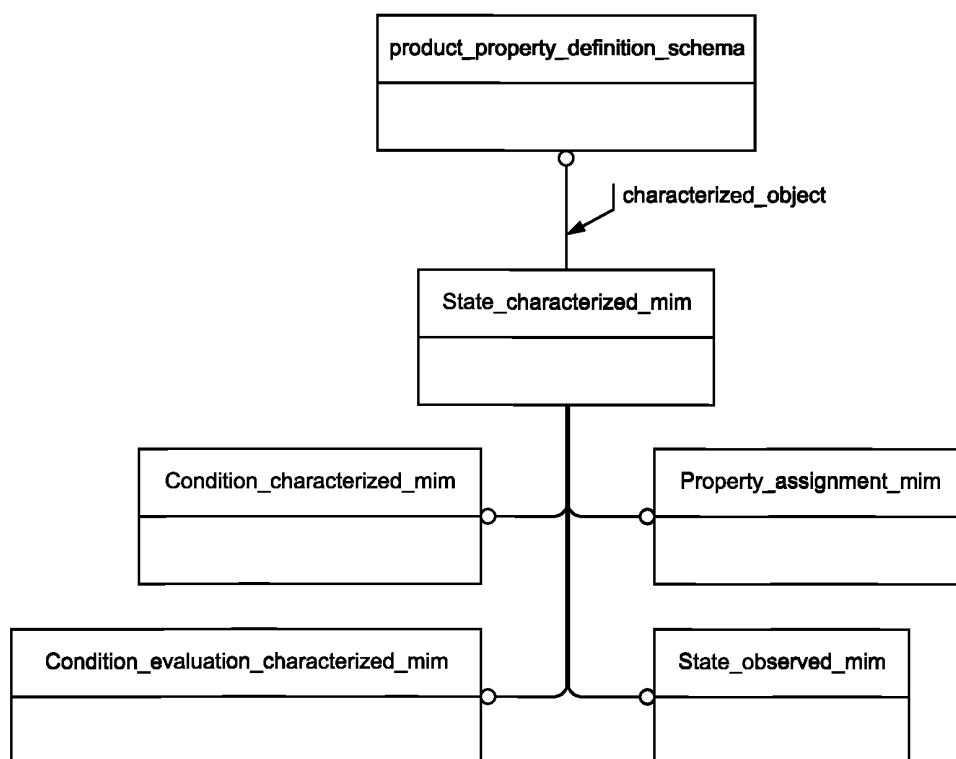 product_property_definition_schema
characterized_object
State_characterized_mim
Condition_characterized_mim
Property_assignment_mim
Condition_evaluation_characterized_mim
State_observed_mim